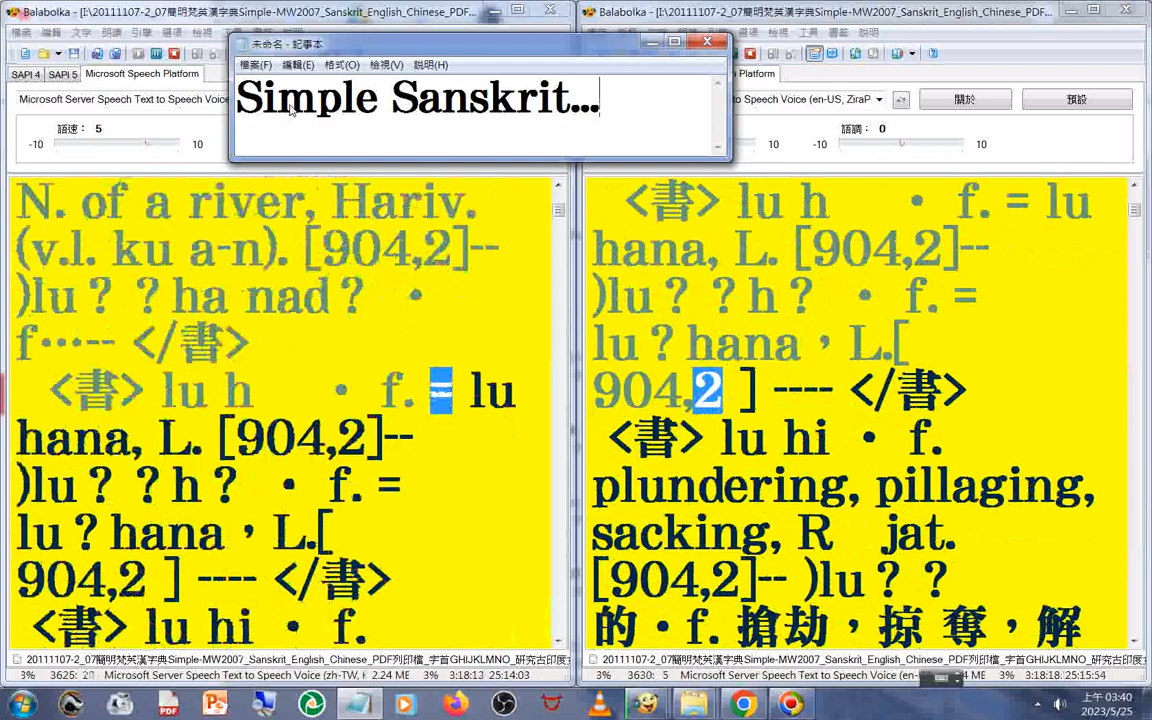 Balabolka - [I:\20111107-2_07簡明梵英漢字典Simple-MW2007_Sanskrit_English_Chinese_PDF...
Balabolka - [I:\20111107-2_07簡明梵英漢字典Simple-MW2007_Sanskrit_English_Chinese_PDF...
未命名 - 記事本
檔案(F) 編輯(E) 格式(O) 檢視(V) 說明(H)
Simple Sanskrit...
SAPI 4 SAPI 5 Microsoft Speech Platform
n Platform
Microsoft Server Speech Text to Speech Voice
Microsoft Server Speech Text to Speech Voice (en-US, ZiraP
關於 預設
語速： 5
-10 10
10
語調： 0
-10 10
N. of a river, Hariv.
(v.l. ku a-n). [904,2]--
)lu？ ？ha nad？ •
f…-- </書>
<書> lu h • f. = lu
hana, L. [904,2]--
)lu？ ？h？ • f. =
lu？hana，L.[
904,2 ] ---- </書>
<書> lu hi • f.
<書> lu h • f. = lu
hana, L. [904,2]--
)lu？ ？h？ • f. =
lu？hana，L.[
904,2 ] ---- </書>
<書> lu hi • f.
plundering, pillaging,
sacking, R jat.
[904,2]-- )lu？ ？
的•f. 搶劫，掠 奪，解
20111107-2_07簡明梵英漢字典Simple-MW2007_Sanskrit_English_Chinese_PDF列印檔_字首GHIJKLMNO_研究古印度
20111107-2_07簡明梵英漢字典Simple-MW2007_Sanskrit_English_Chinese_PDF列印檔_字首GHIJKLMNO_研究古印度
3% 3625: Microsoft Server Speech Text to Speech Voice (zh-TW, 2.24 MB 3% 3:18:13 25:14:03
3% 3630: 5 Microsoft Server Speech Text to Speech Voice (en-US, MB 3% 3:18:18 25:15:54
上午 03:40
2023/5/25